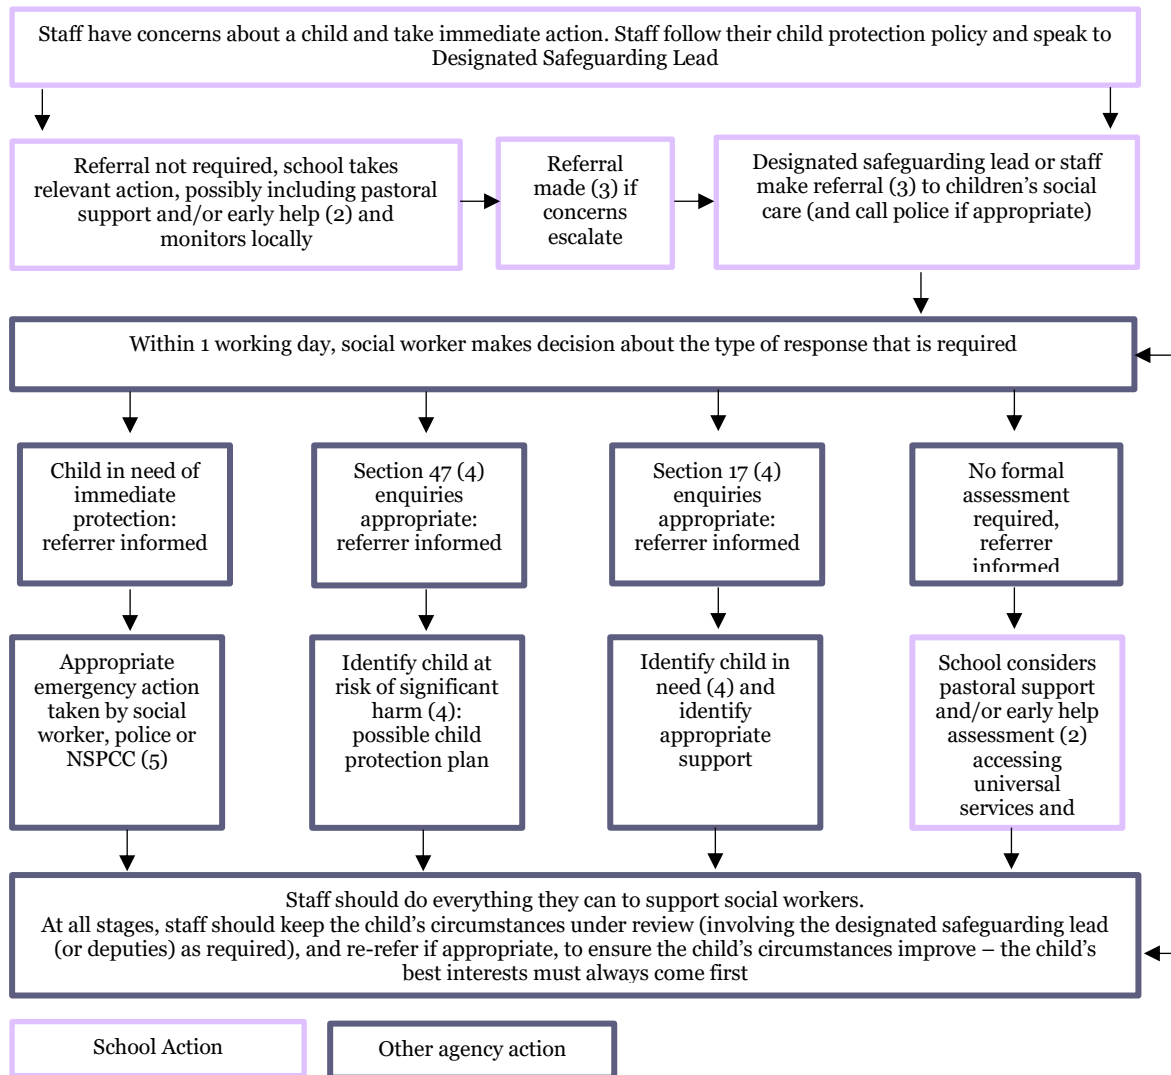 Staff have concerns about a child and take immediate action. Staff follow their child protection policy and speak to
Designated Safeguarding Lead
Referral not required, school takes
relevant action, possibly including pastoral
support and/or early help (2) and
monitors locally
Referral
made (3) if
concerns
escalate
Designated safeguarding lead or staff
make referral (3) to children’s social
care (and call police if appropriate)
Within 1 working day, social worker makes decision about the type of response that is required
Child in need of
immediate
protection:
referrer informed
Section 47 (4)
enquiries
appropriate:
referrer informed
Section 17 (4)
enquiries
appropriate:
referrer informed
No formal
assessment
required,
referrer
informed
Appropriate
emergency action
taken by social
worker, police or
NSPCC (5)
Identify child at
risk of significant
harm (4):
possible child
protection plan
Identify child in
need (4) and
identify
appropriate
support
School considers
pastoral support
and/or early help
assessment (2)
accessing
universal
services and
Staff should do everything they can to support social workers.
At all stages, staff should keep the child’s circumstances under review (involving the designated safeguarding lead
(or deputies) as required), and re-refer if appropriate, to ensure the child’s circumstances improve – the child’s
best interests must always come first
School Action
Other agency action